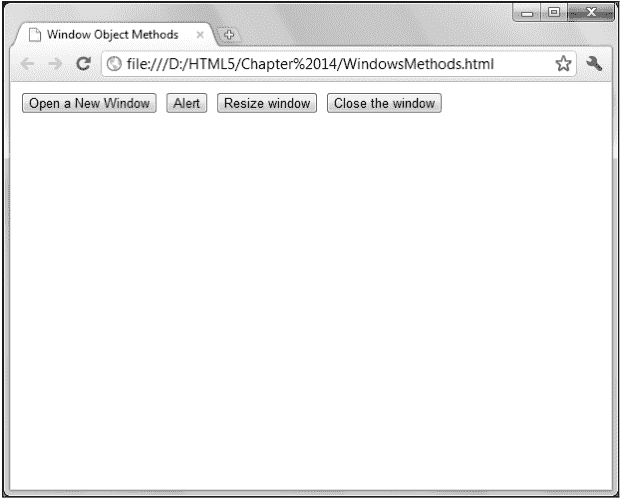 Window Object Methods
file:///D:/HTML5/Chapter%2014/WindowsMethods.html
Open a New Window Alert Resize window Close the window